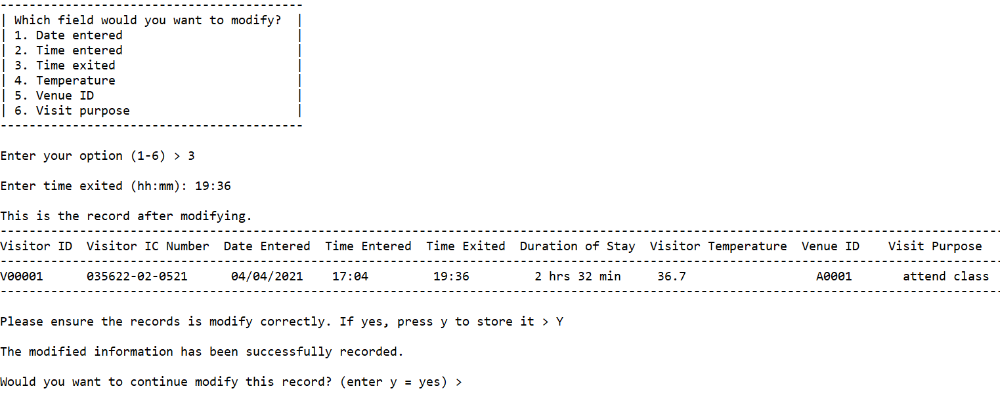 -----------------------------------------
| Which field would you want to modify?  |
| 1. Date entered                        |
| 2. Time entered                        |
| 3. Time exited                         |
| 4. Temperature                         |
| 5. Venue ID                            |
| 6. Visit purpose                       |
-----------------------------------------
Enter your option (1-6) > 3
Enter time exited (hh:mm): 19:36
This is the record after modifying.
-------------------------------------------------------------------------------------------------------------------------------------------
Visitor ID  Visitor IC Number  Date Entered  Time Entered  Time Exited  Duration of Stay  Visitor Temperature  Venue ID    Visit Purpose
-------------------------------------------------------------------------------------------------------------------------------------------
V00001      035622-02-0521      04/04/2021    17:04         19:36         2 hrs 32 min     36.7                  A0001       attend class
-------------------------------------------------------------------------------------------------------------------------------------------
Please ensure the records is modify correctly. If yes, press y to store it > Y
The modified information has been successfully recorded.
Would you want to continue modify this record? (enter y = yes) >